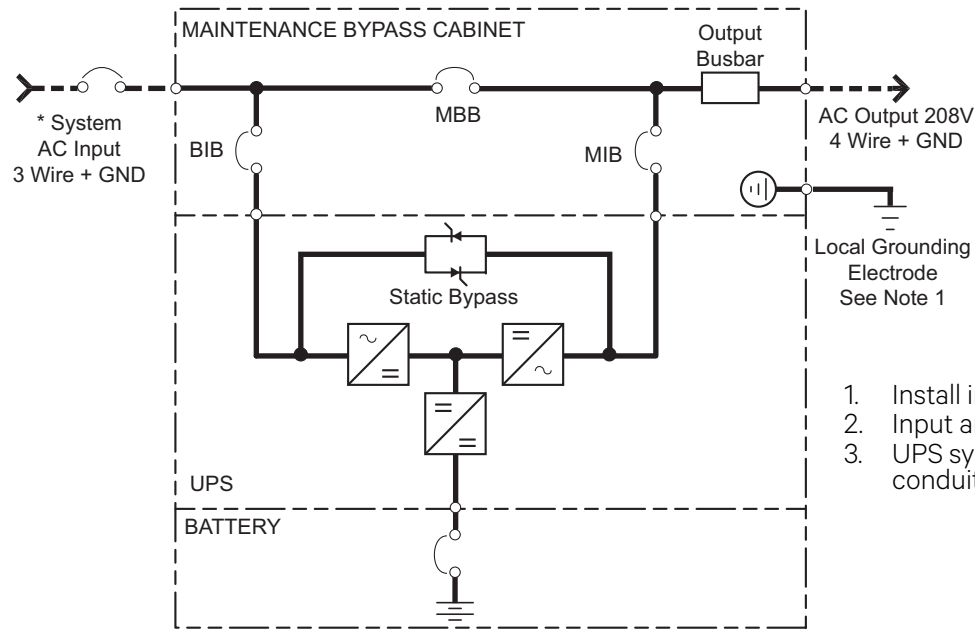 MAINTENANCE BYPASS CABINET
Output
Busbar
* System
AC Input
3 Wire + GND
BIB
MBB
MIB
AC Output 208V
4 Wire + GND
Local Grounding
Electrode
See Note 1
Static Bypass
1. Install i
2. Input a
3. UPS sy
conduit
UPS
BATTERY